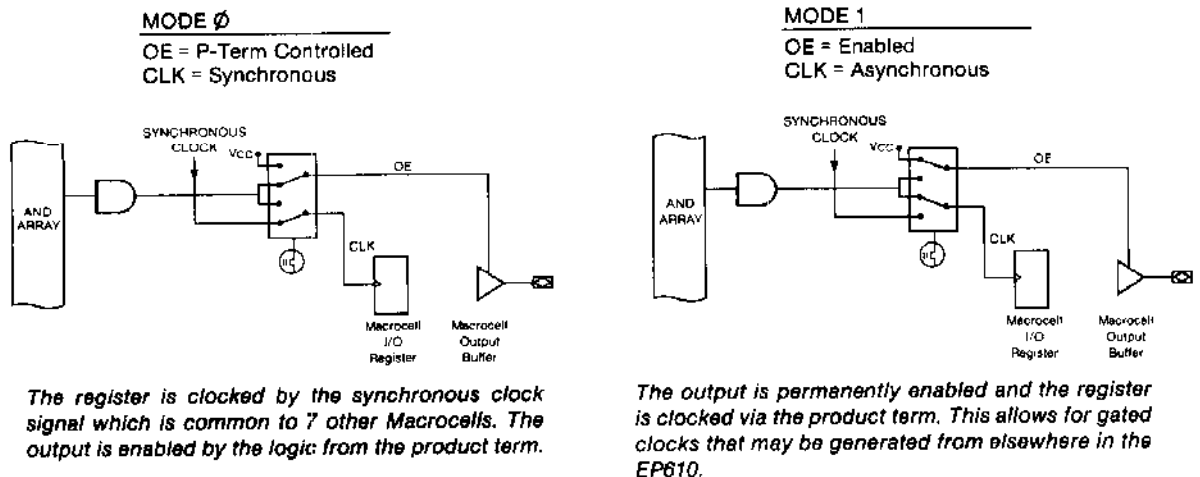 MODE Ø
OE = P-Term Controlled
CLK = Synchronous
SYNCHRONOUS
CLOCK
VCC
OE
AND
ARRAY
CLK
Macrocell
I/O
Register
Macrocell
Output
Buffer
The register is clocked by the synchronous clock
signal which is common to 7 other Macrocells. The
output is enabled by the logic from the product term.
MODE 1
OE = Enabled
CLK = Asynchronous
SYNCHRONOUS
CLOCK
VCC
OE
AND
ARRAY
CLK
Macrocell
I/O
Register
Macrocell
Output
Buffer
The output is permanently enabled and the register
is clocked via the product term. This allows for gated
clocks that may be generated from elsewhere in the
EP610.